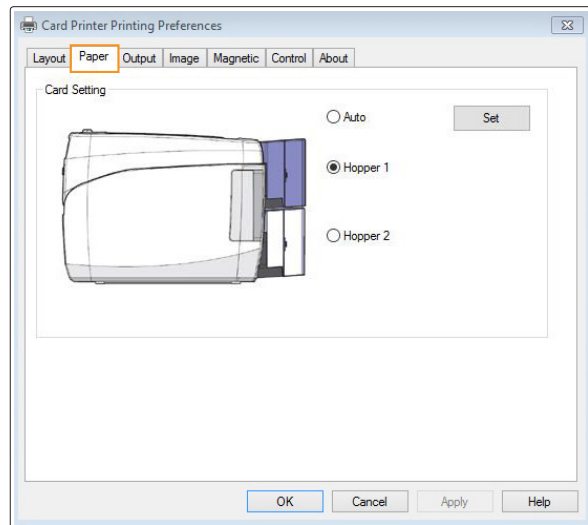 Card Printer Printing Preferences
Layout Paper Output Image Magnetic Control About
Card Setting
Auto Set
Hopper 1
Hopper 2
OK Cancel Apply Help